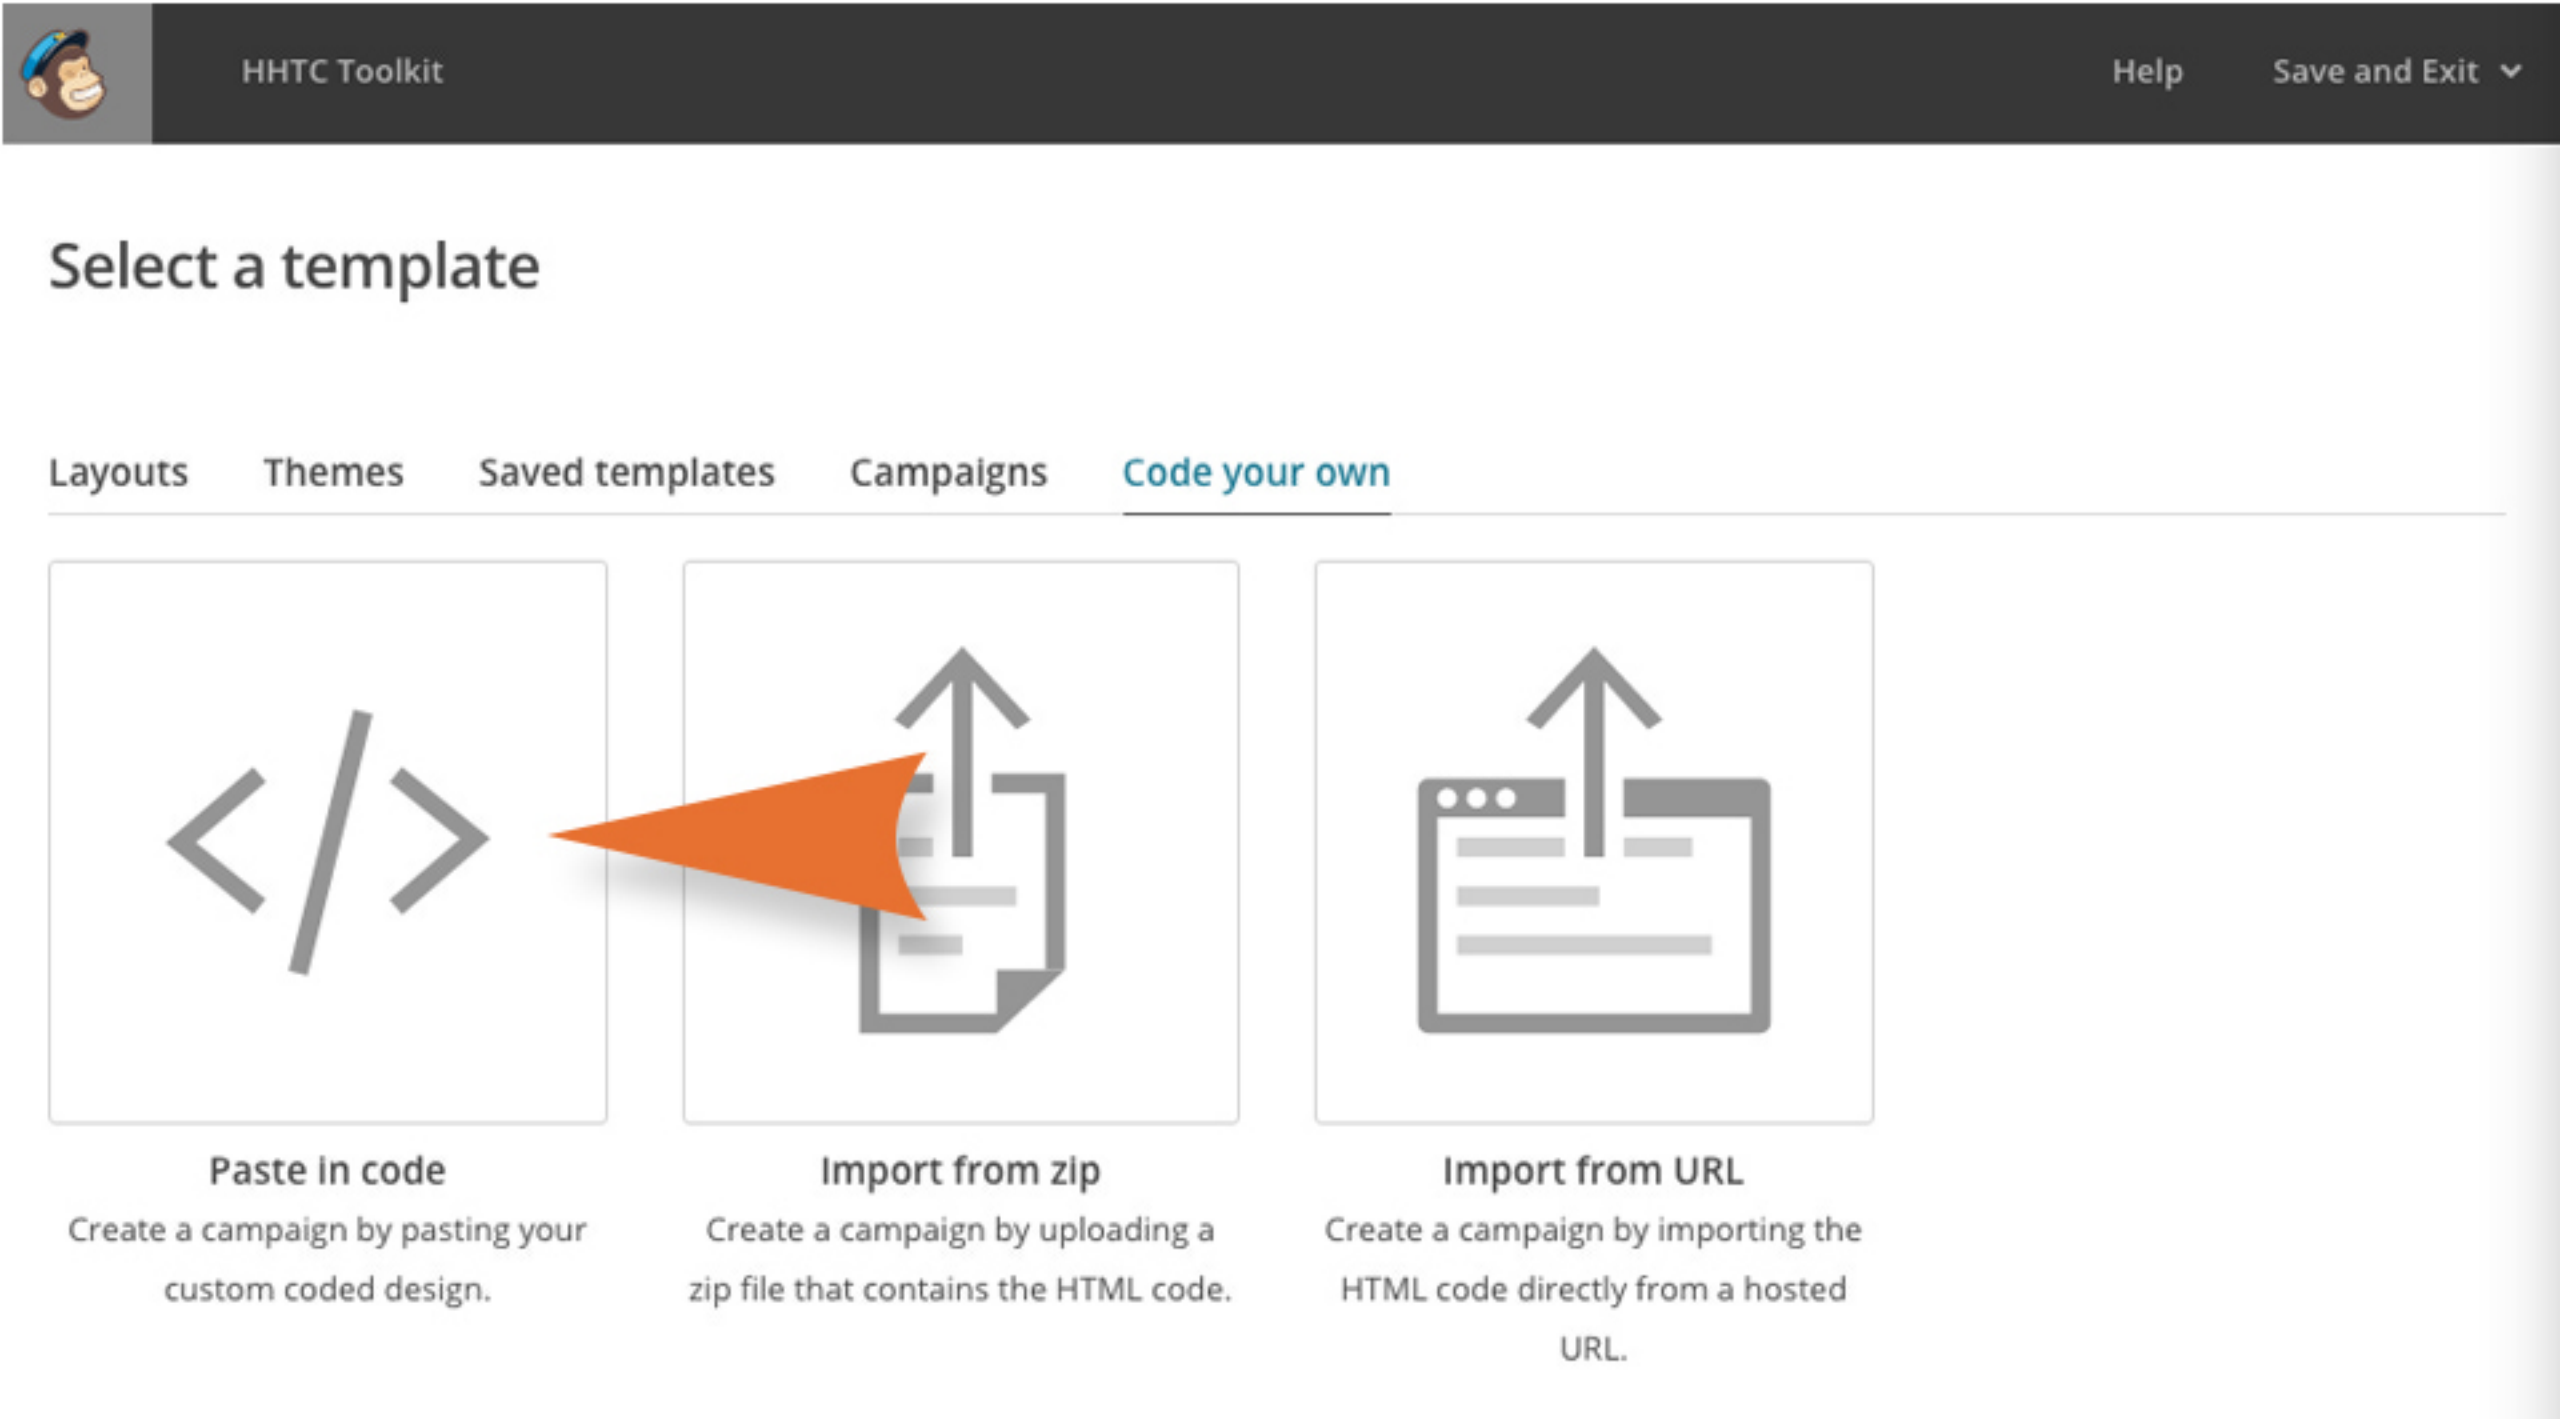 HHTC Toolkit
Help
Save and Exit
Select a template
Layouts
Themes
Saved templates
Campaigns
Code your own
Paste in code
Create a campaign by pasting your
custom coded design.
Import from zip
Create a campaign by uploading a
zip file that contains the HTML code.
Import from URL
Create a campaign by importing the
HTML code directly from a hosted
URL.